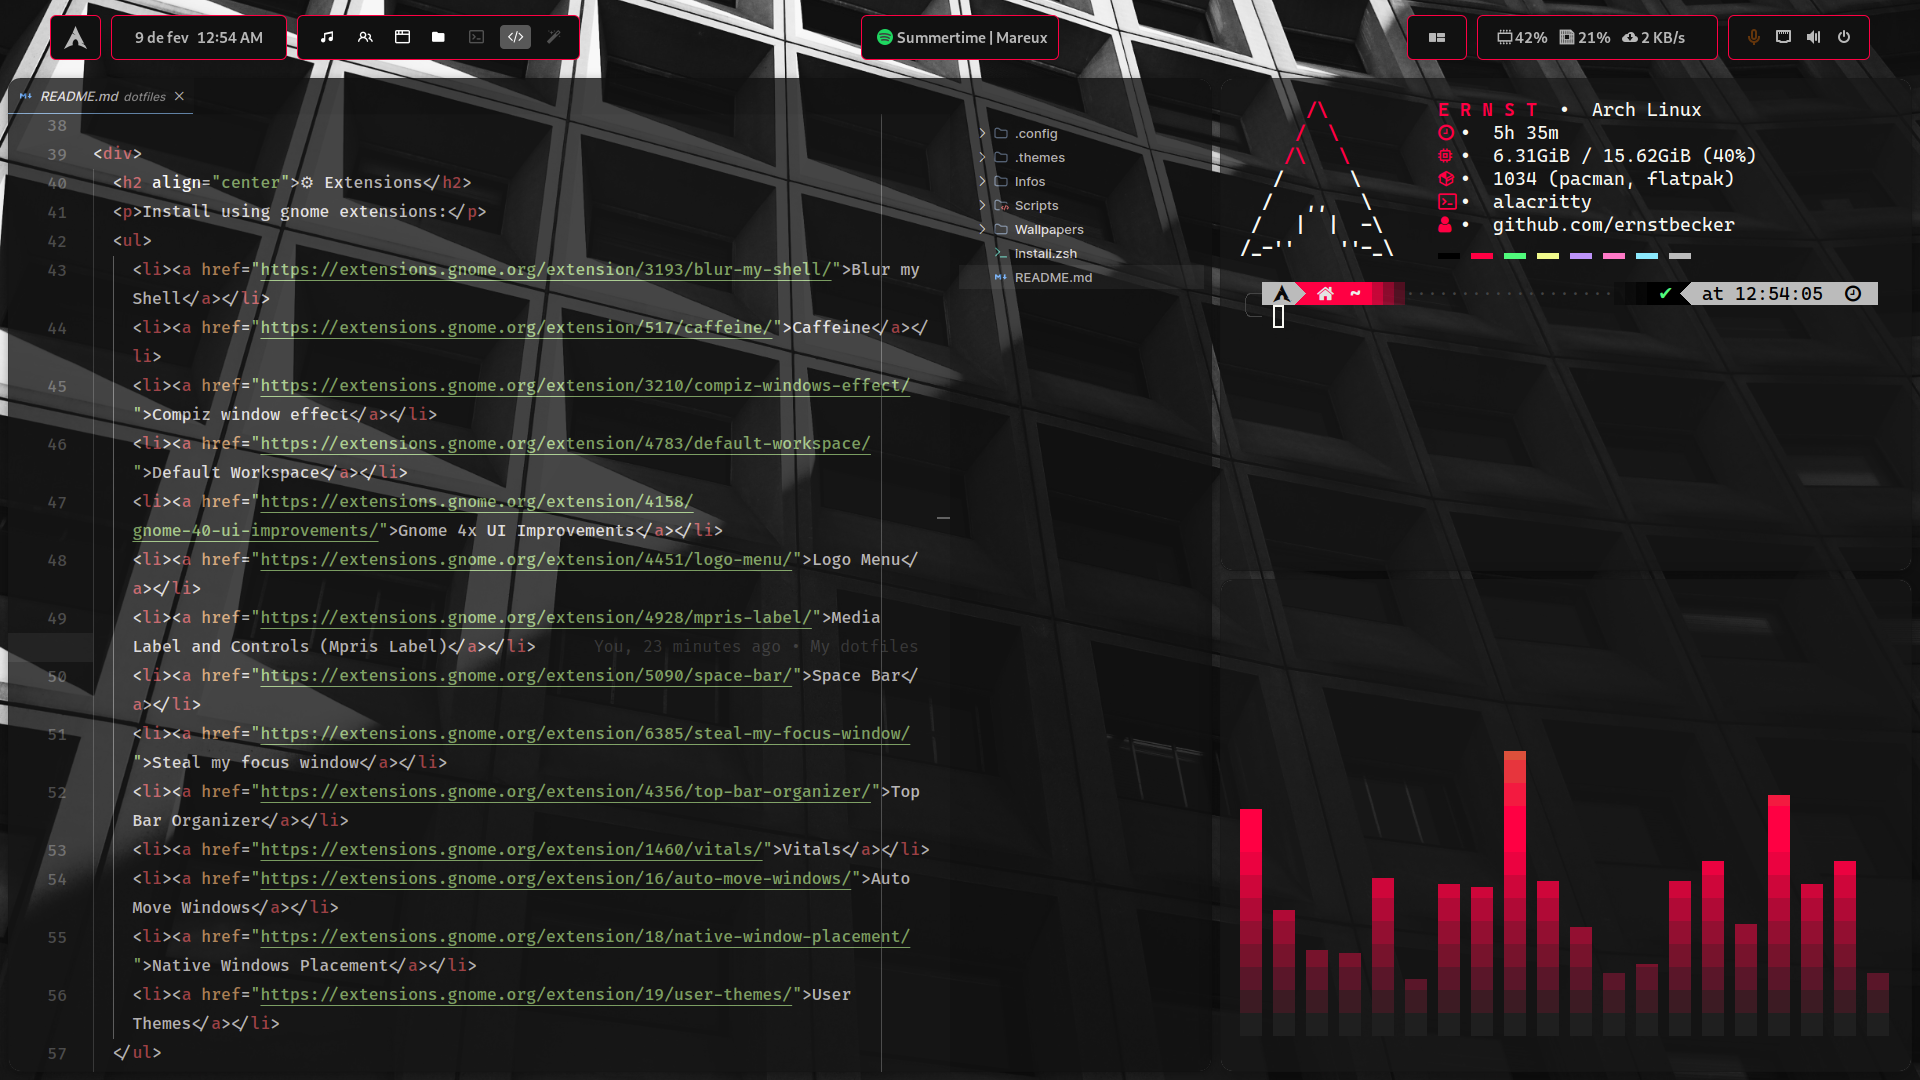 9 de fev 12:54 AM
Summertime | Mareux
42% 21% 2 KB/s
README.md dotfiles
38
39 <div>
40 <h2 align="center">⚙ Extensions</h2>
41 <p>Install using gnome extensions:</p>
42 <ul>
43 <li><a href="https://extensions.gnome.org/extension/3193/blur-my-shell/">Blur my
Shell</a></li>
44 <li><a href="https://extensions.gnome.org/extension/517/caffeine/">Caffeine</a></
li>
45 <li><a href="https://extensions.gnome.org/extension/3210/compiz-windows-effect/
">Compiz window effect</a></li>
46 <li><a href="https://extensions.gnome.org/extension/4783/default-workspace/
">Default Workspace</a></li>
47 <li><a href="https://extensions.gnome.org/extension/4158/
gnome-40-ui-improvements/">Gnome 4x UI Improvements</a></li>
48 <li><a href="https://extensions.gnome.org/extension/4451/logo-menu/">Logo Menu</
a></li>
49 <li><a href="https://extensions.gnome.org/extension/4928/mpris-label/">Media
Label and Controls (Mpris Label)</a></li> You, 23 minutes ago • My dotfiles
50 <li><a href="https://extensions.gnome.org/extension/5090/space-bar/">Space Bar</
a></li>
51 <li><a href="https://extensions.gnome.org/extension/6385/steal-my-focus-window/
">Steal my focus window</a></li>
52 <li><a href="https://extensions.gnome.org/extension/4356/top-bar-organizer/">Top
Bar Organizer</a></li>
53 <li><a href="https://extensions.gnome.org/extension/1460/vitals/">Vitals</a></li>
54 <li><a href="https://extensions.gnome.org/extension/16/auto-move-windows/">Auto
Move Windows</a></li>
55 <li><a href="https://extensions.gnome.org/extension/18/native-window-placement/
">Native Windows Placement</a></li>
56 <li><a href="https://extensions.gnome.org/extension/19/user-themes/">User
Themes</a></li>
57 </ul>
.config
.themes
Infos
Scripts
Wallpapers
Install.zsh
README.md
E R N S T • Arch Linux
• 5h 35m
• 6.31GiB / 15.62GiB (40%)
• 1034 (pacman, flatpak)
• alacritty
• github.com/ernstbecker
~ ✔ at 12:54:05